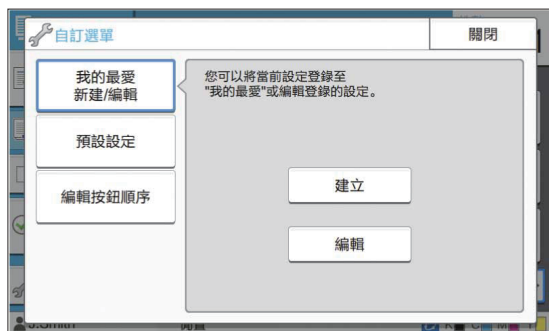 自訂選單
關閉
我的最愛
新建/編輯
您可以將當前設定登錄至
"我的最愛"或編輯登錄的設定。
預設設定
建立
編輯按鈕順序
編輯
J.Smith
K C M Y